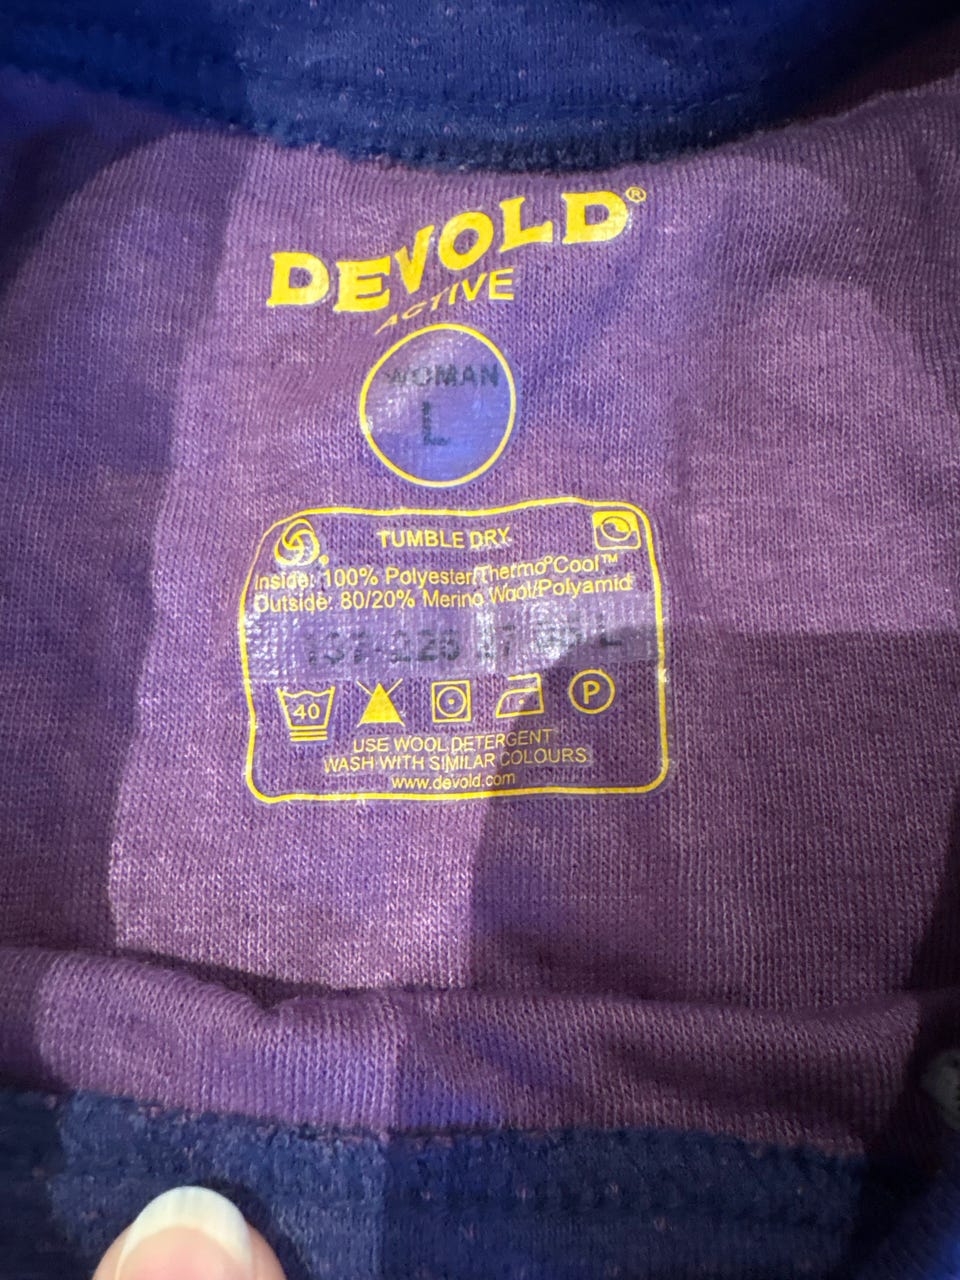 DEVOLD®
ACTIVE
WOMAN
L
TUMBLE DRY
Inside: 100% Polyester/Thermo°Cool™
Outside: 80/20% Merino Wool/Polyamid
L
40
P
USE WOOL DETERGENT
WASH WITH SIMILAR COLOURS
www.devold.com